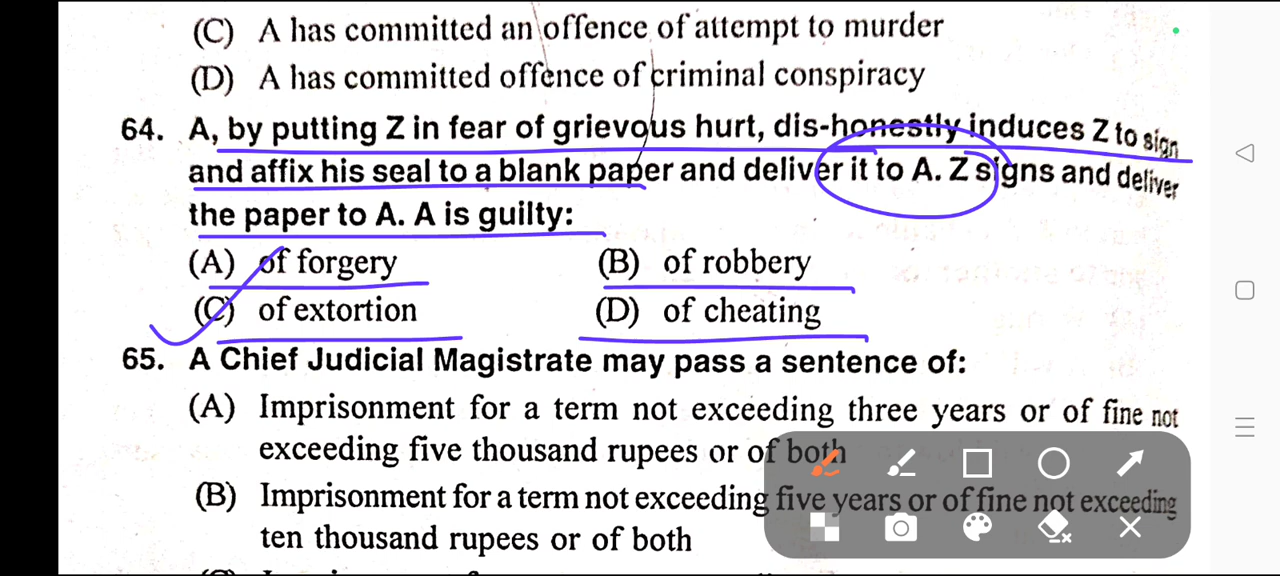 (C) A has committed an offence of attempt to murder
(D) A has committed offence of criminal conspiracy
64. A, by putting Z in fear of grievous hurt, dis-honestly induces Z to sign
and affix his seal to a blank paper and deliver it to A. Z signs and deliver
the paper to A. A is guilty:
(A) of forgery (B) of robbery
(C) of extortion (D) of cheating
65. A Chief Judicial Magistrate may pass a sentence of:
(A) Imprisonment for a term not exceeding three years or of fine not
exceeding five thousand rupees or of both
(B) Imprisonment for a term not exceeding five years or of fine not exceeding
ten thousand rupees or of both